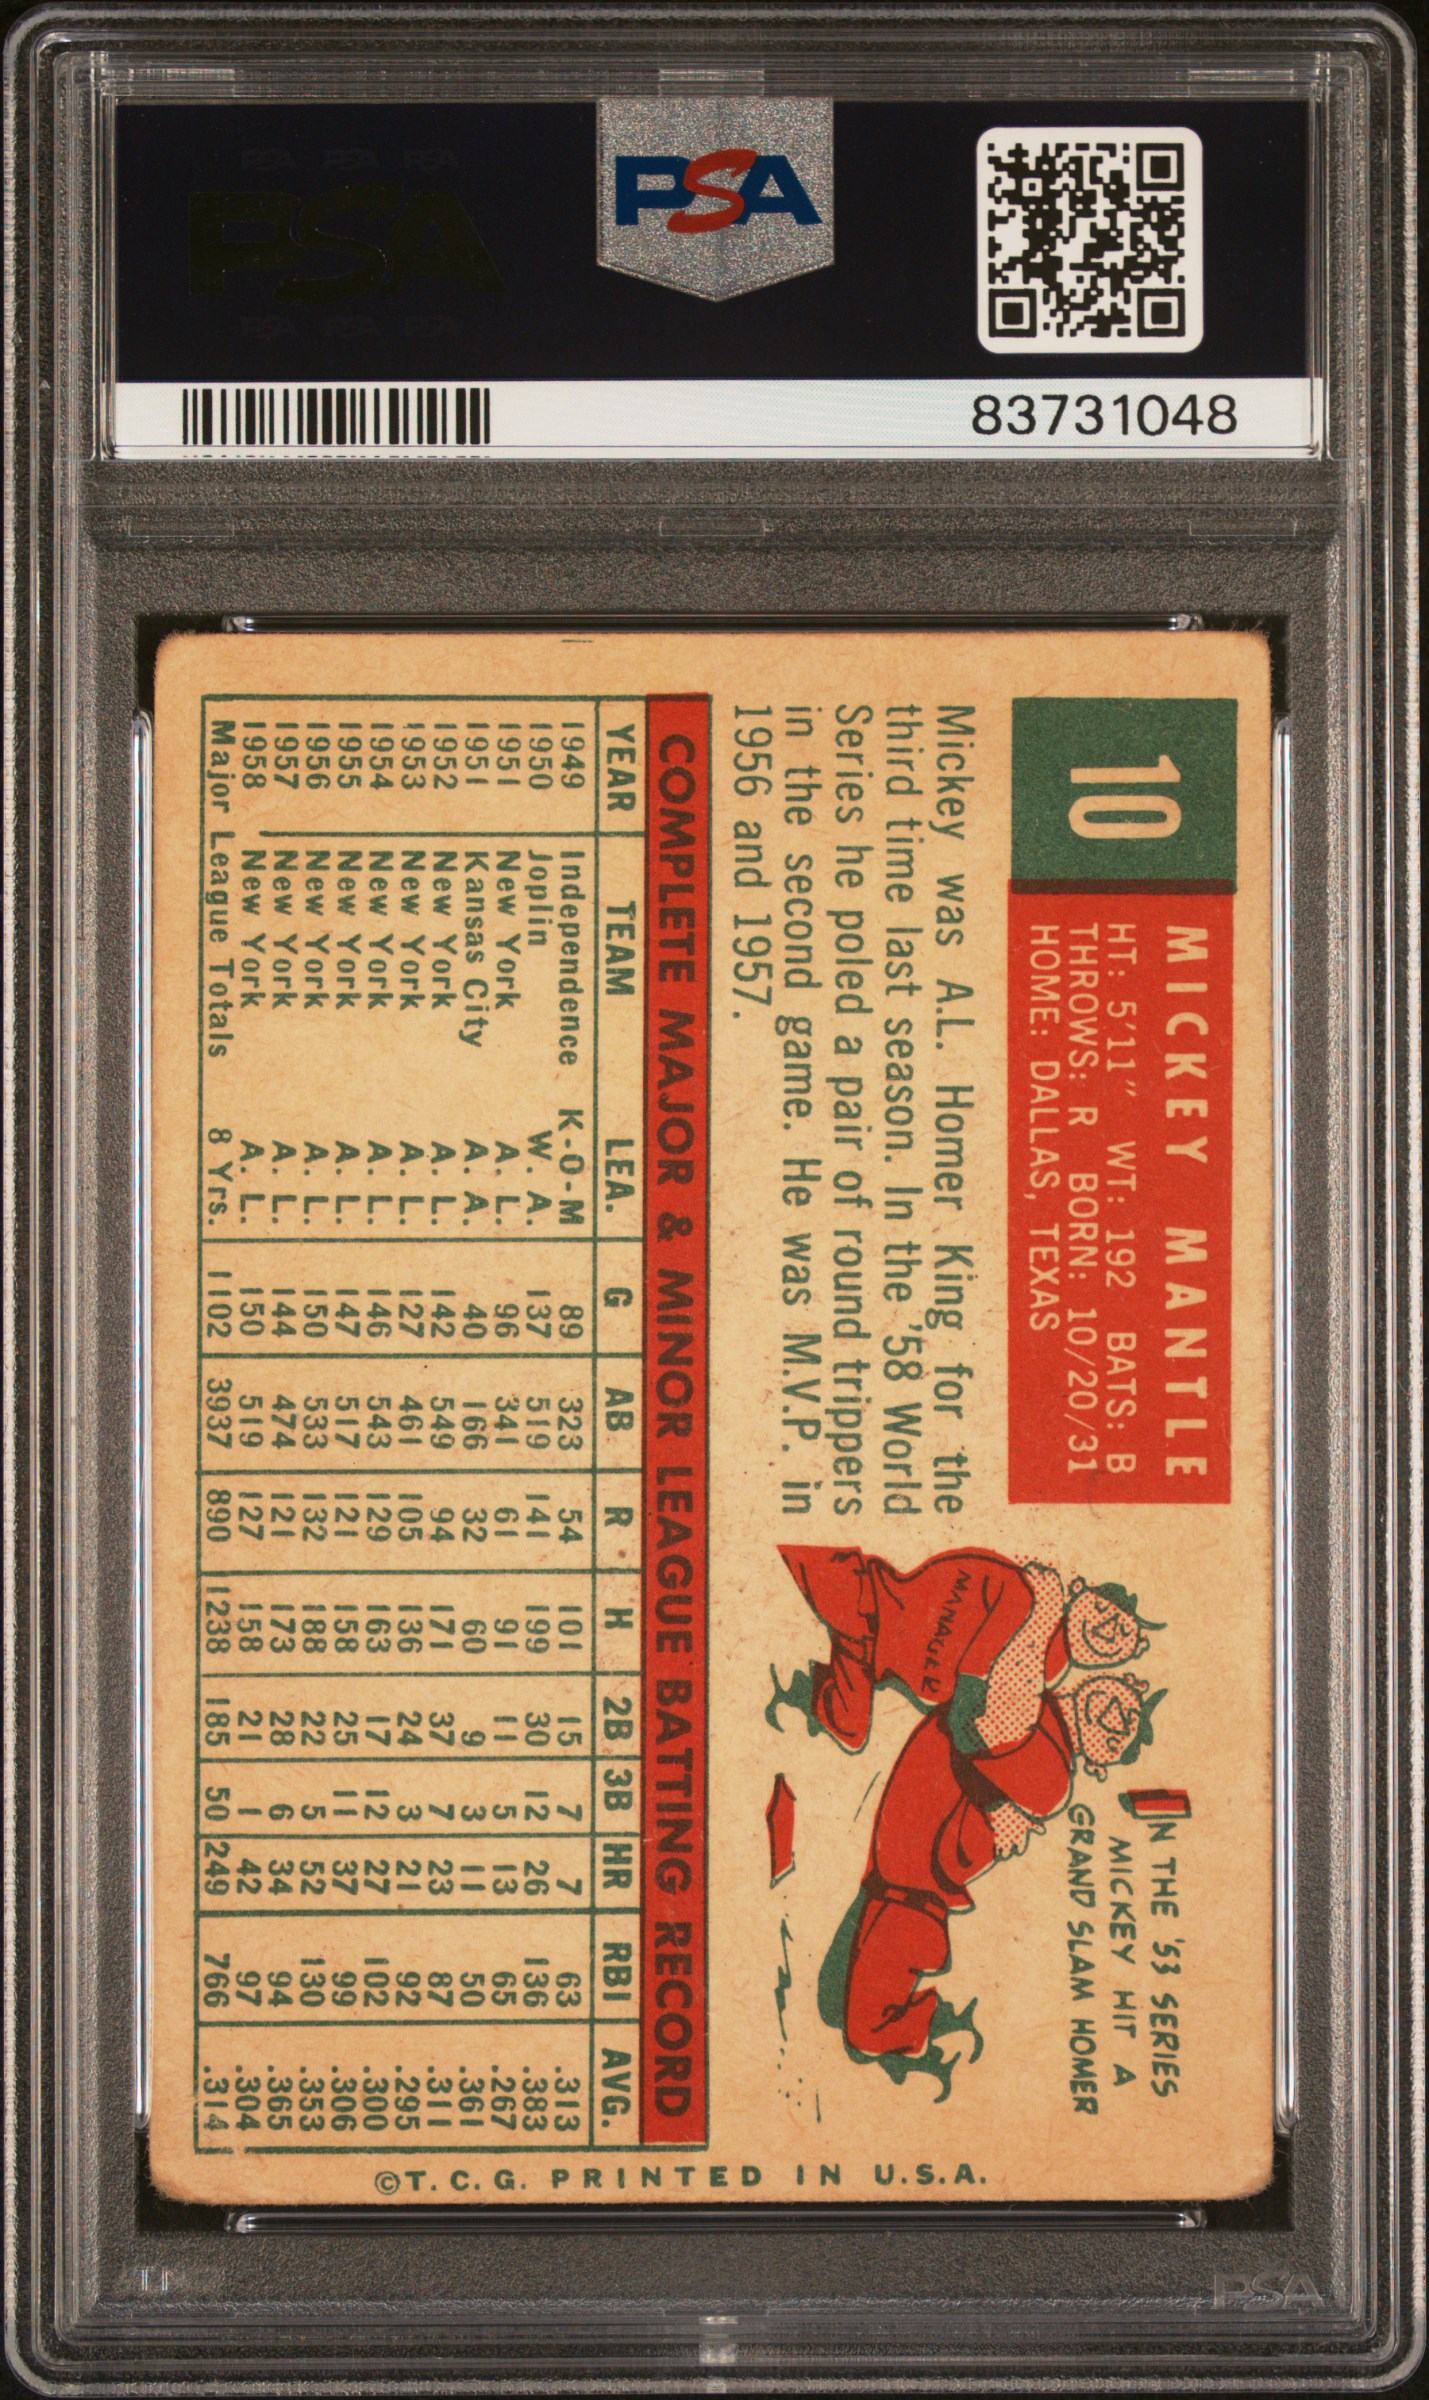 PSA PSA PSA
PSA
PSA PSA PSA
PSA
83731048
10
MICKEY MANTLE
HT: 5'11" WT: 192 BATS: B
THROWS: R BORN: 10/20/31
HOME: DALLAS, TEXAS
Mickey was A.L. Homer King for the
third time last season. In the '58 World
Series he poled a pair of round trippers
in the second game. He was M.V.P. in
1956 and 1957.
MANAGER
IN THE '53 SERIES
MICKEY HIT A
GRAND SLAM HOMER
COMPLETE MAJOR & MINOR LEAGUE BATTING RECORD
YEAR TEAM LEA. G AB R H 2B 3B HR RBI AVG.
1949 Independence K-O-M 89 323 54 101 15 7 7 63 .313
1950 Joplin W. A. 137 519 141 199 30 12 26 136 .383
1951 New York A. L. 96 341 61 91 11 5 13 65 .267
1951 Kansas City A. A. 40 166 32 60 9 3 11 50 .361
1952 New York A. L. 142 549 94 171 37 7 23 87 .311
1953 New York A. L. 127 461 105 136 24 3 21 92 .295
1954 New York A. L. 146 543 129 163 17 12 27 102 .300
1955 New York A. L. 147 517 121 158 25 11 37 99 .306
1956 New York A. L. 150 533 132 188 22 5 52 130 .353
1957 New York A. L. 144 474 121 173 28 6 34 94 .365
1958 New York A. L. 150 519 127 158 21 1 42 97 .304
Major League Totals 8 Yrs. 1102 3937 890 1238 185 50 249 766 .314
©T. C. G. PRINTED IN U.S.A.
PSA